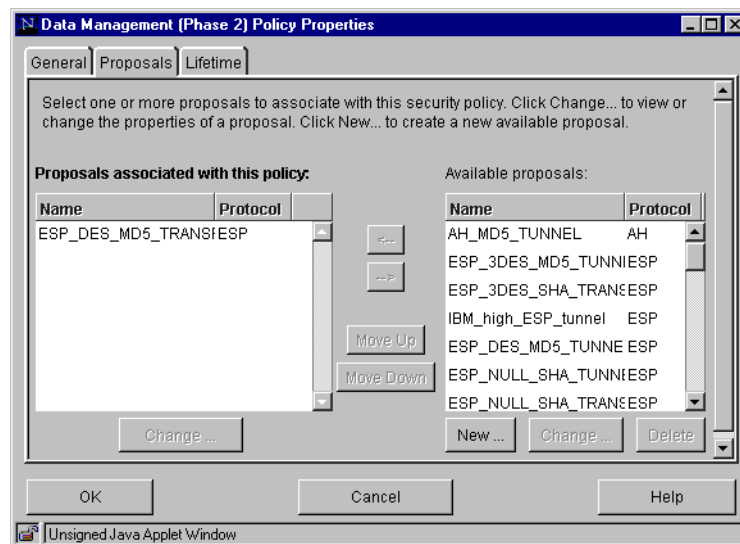 Data Management (Phase 2) Policy Properties
General Proposals Lifetime
Select one or more proposals to associate with this security policy. Click Change... to view or
change the properties of a proposal. Click New... to create a new available proposal.
Proposals associated with this policy:
Name Protocol
ESP_DES_MD5_TRANSI ESP
<--
-->
Move Up
Move Down
Change ...
Available proposals:
Name Protocol
AH_MD5_TUNNEL AH
ESP_3DES_MD5_TUNNI ESP
ESP_3DES_SHA_TRANS ESP
IBM_high_ESP_tunnel ESP
ESP_DES_MD5_TUNNE ESP
ESP_NULL_SHA_TUNNI ESP
ESP_NULL_SHA_TRANS ESP
New ... Change ... Delete
OK Cancel Help
Unsigned Java Applet Window